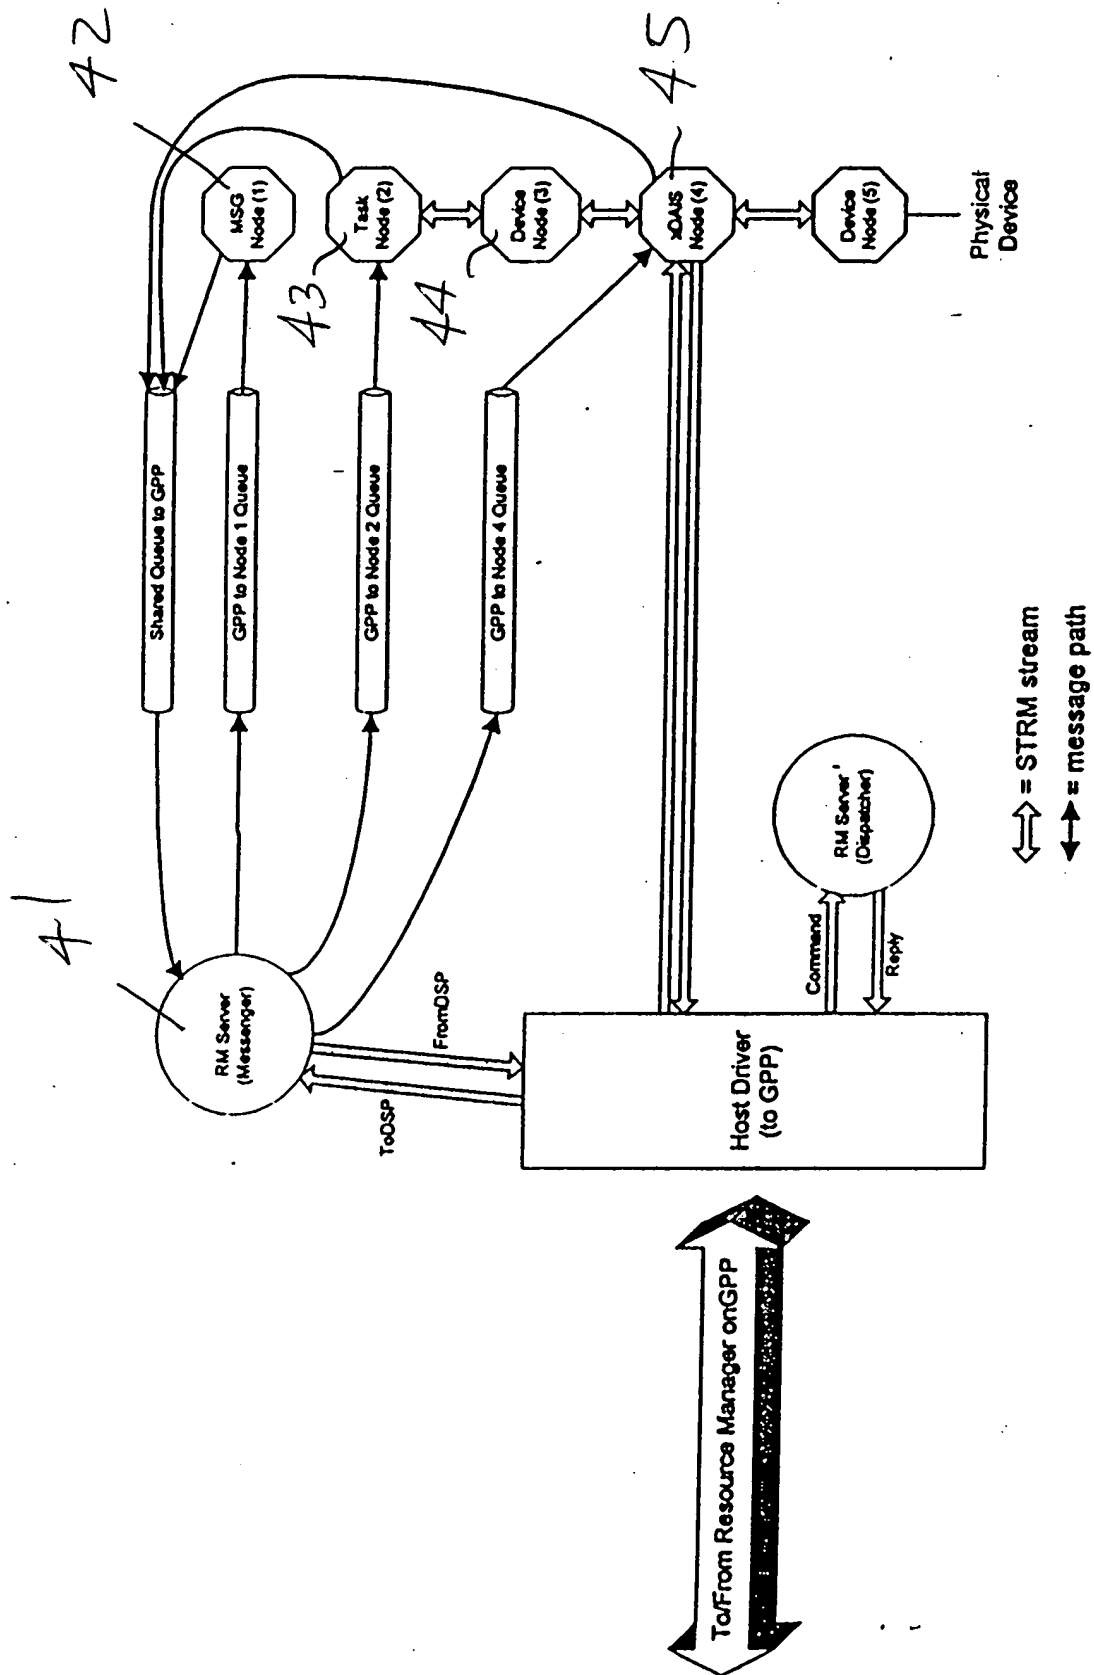 41
42
43
44
45
RM Server
(Messenger)
Shared Queue to GPP
GPP to Node 1 Queue
GPP to Node 2 Queue
GPP to Node 4 Queue
MSG
Node (1)
Task
Node (2)
Device
Node (3)
xDAIS
Node (4)
Device
Node (5)
Physical
Device
ToDSP
FromDSP
Host Driver
(to GPP)
Command
Reply
RM Server
(Dispatcher)
To/From Resource Manager onGPP
= STRM stream
= message path